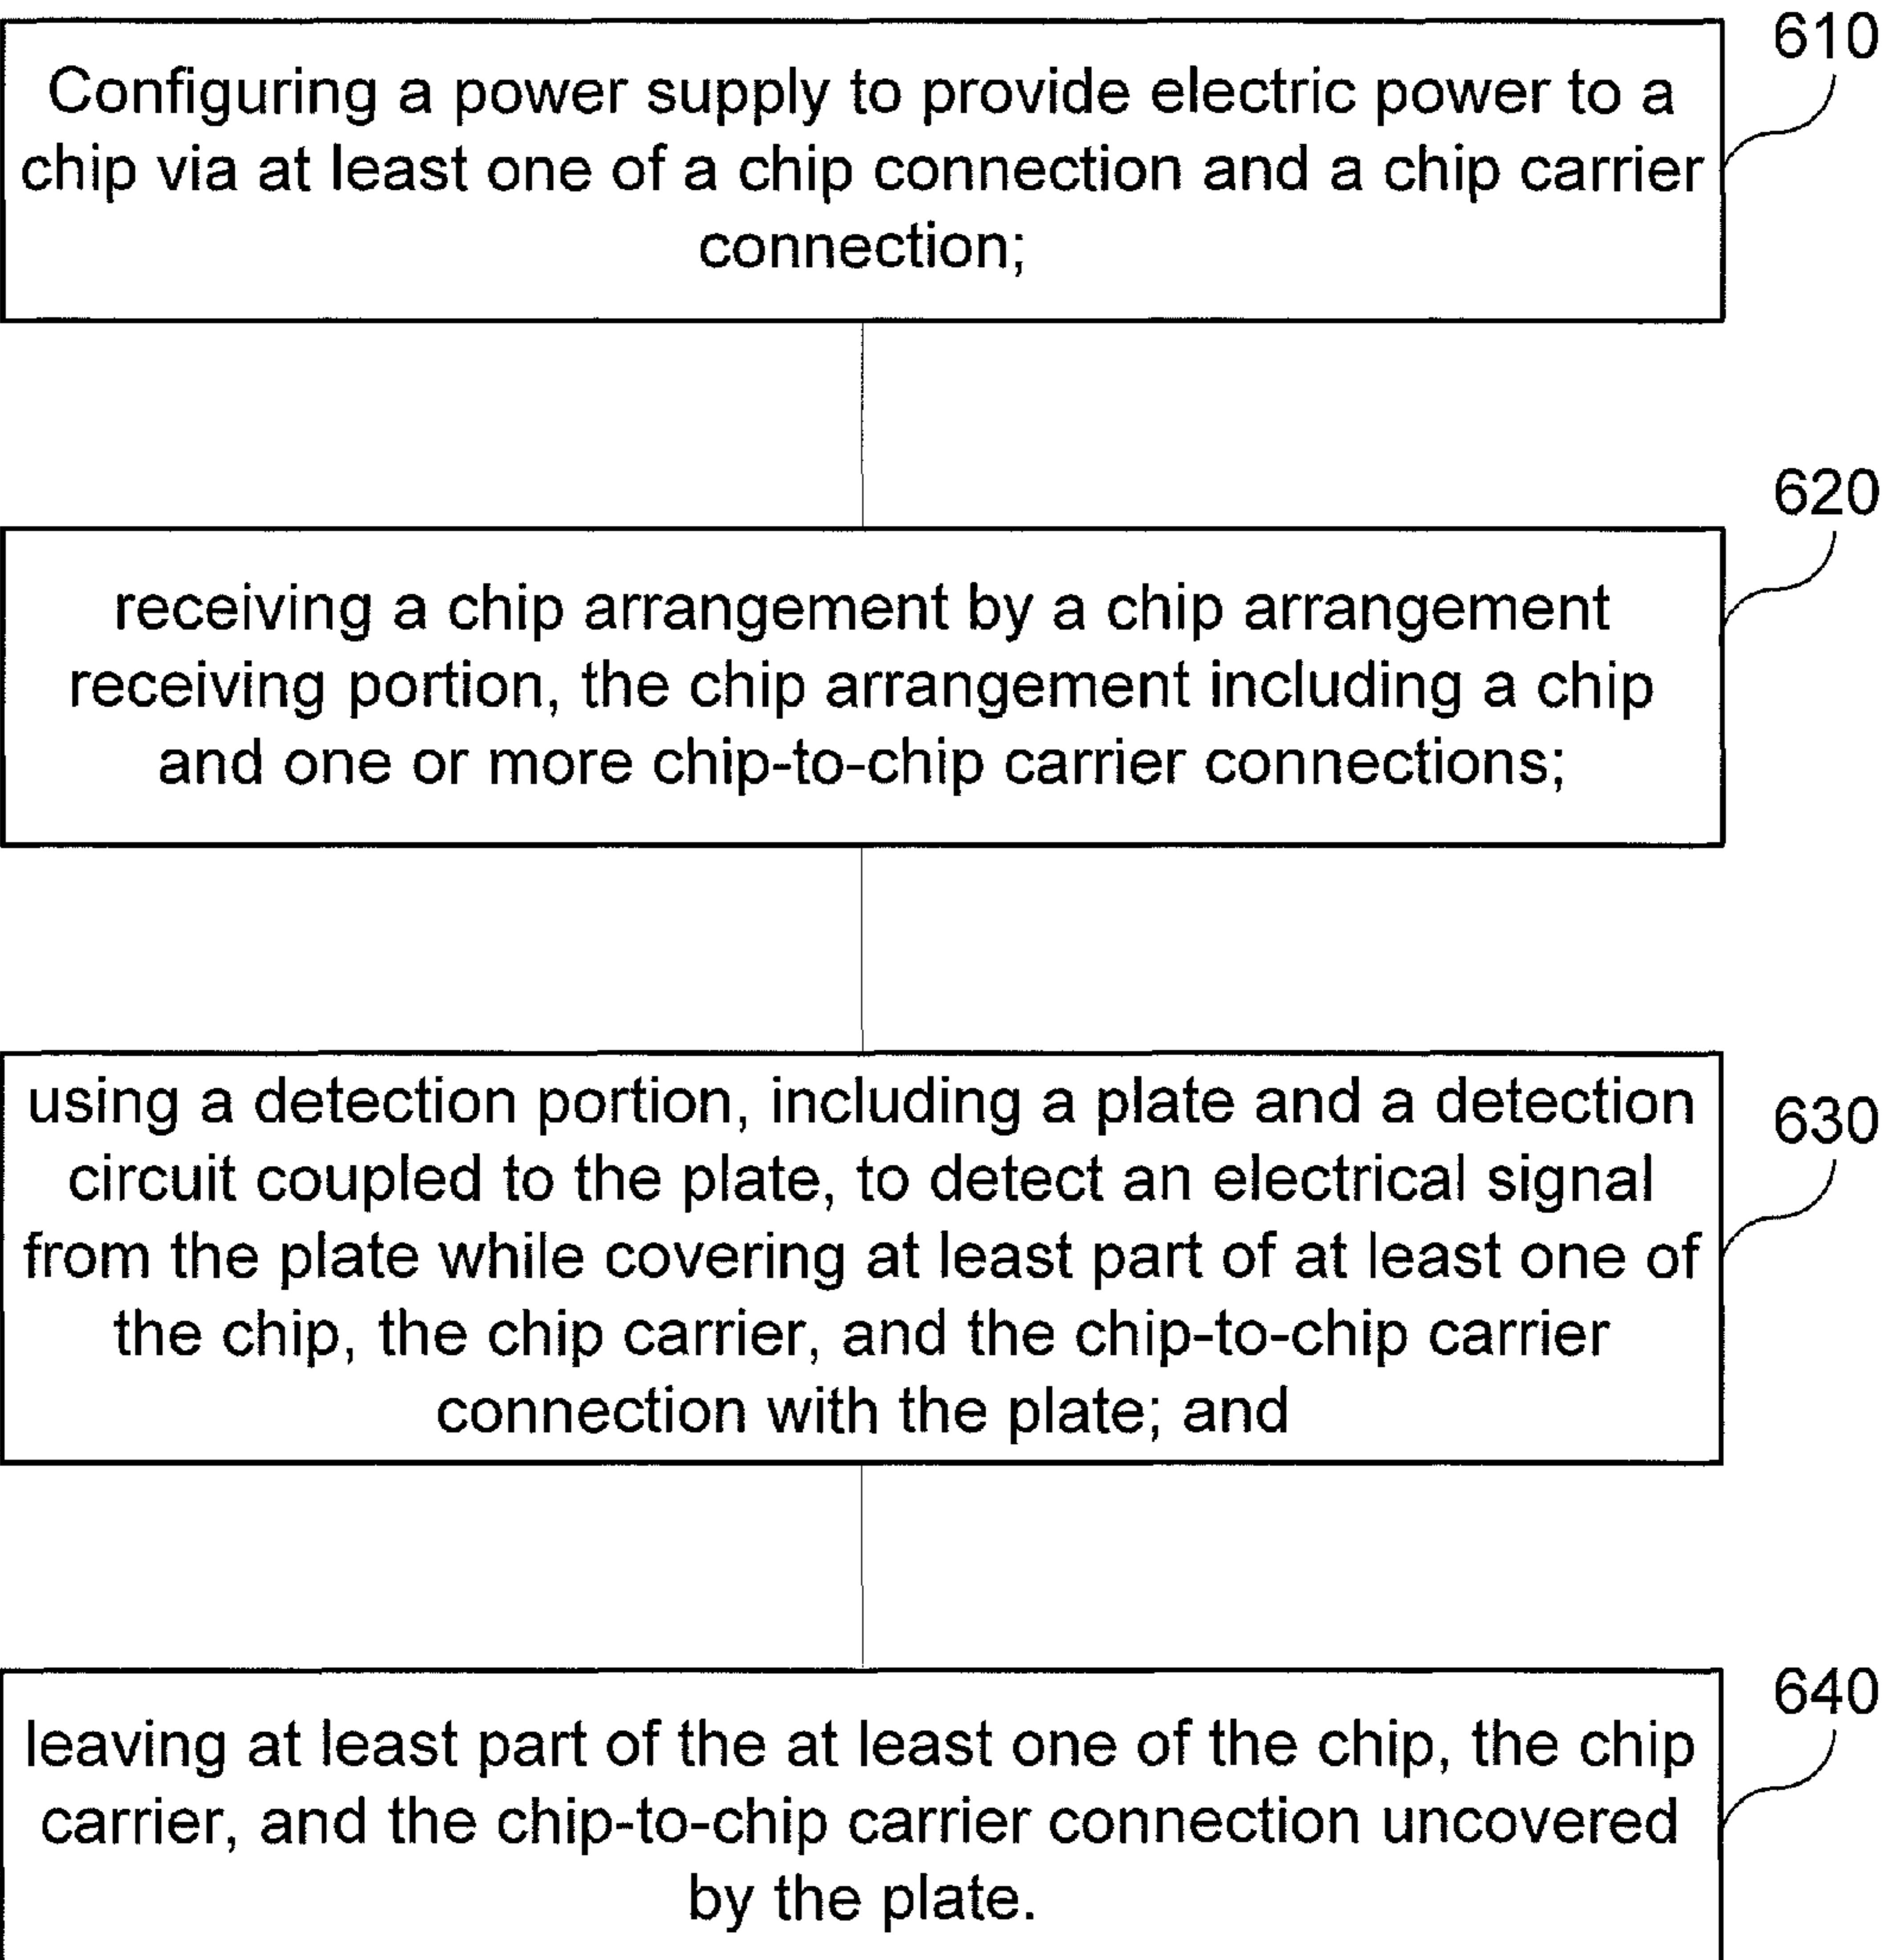 610
Configuring a power supply to provide electric power to a
chip via at least one of a chip connection and a chip carrier
connection;
620
receiving a chip arrangement by a chip arrangement
receiving portion, the chip arrangement including a chip
and one or more chip-to-chip carrier connections;
630
using a detection portion, including a plate and a detection
circuit coupled to the plate, to detect an electrical signal
from the plate while covering at least part of at least one of
the chip, the chip carrier, and the chip-to-chip carrier
connection with the plate; and
640
leaving at least part of the at least one of the chip, the chip
carrier, and the chip-to-chip carrier connection uncovered
by the plate.